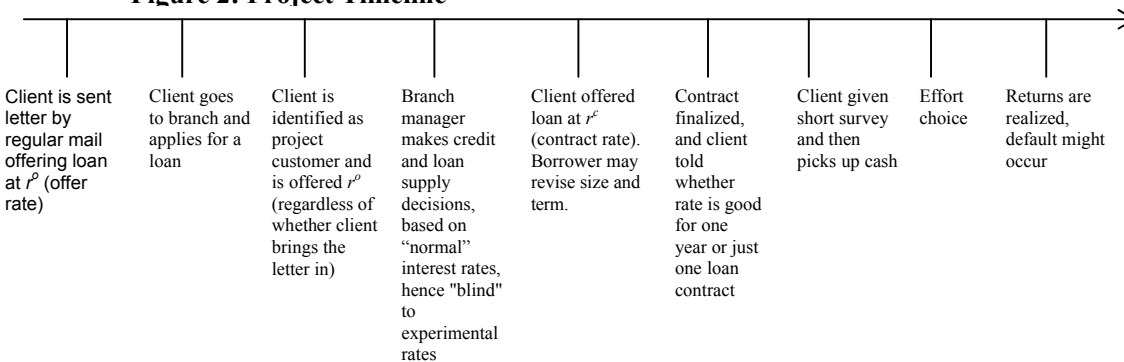 Figure 2: Project Timeline
Client is sent
letter by
regular mail
offering loan
at r^o (offer
rate)
Client goes
to branch and
applies for a
loan
Client is
identified as
project
customer and
is offered r^o
(regardless of
whether client
brings the
letter in)
Branch
manager
makes credit
and loan
supply
decisions,
based on
“normal”
interest rates,
hence "blind"
to
experimental
rates
Client offered
loan at r^c
(contract rate).
Borrower may
revise size and
term.
Contract
finalized,
and client
told
whether
rate is good
for one
year or just
one loan
contract
Client given
short survey
and then
picks up cash
Effort
choice
Returns are
realized,
default might
occur